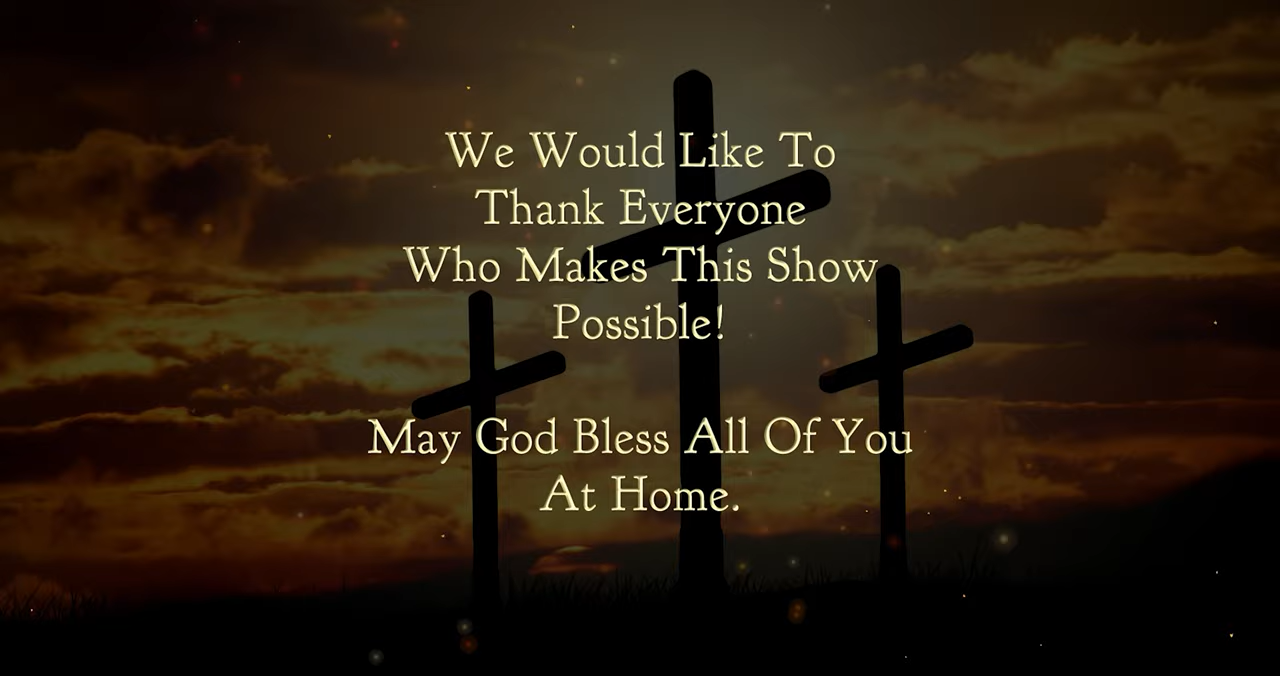 We Would Like To
Thank Everyone
Who Makes This Show
Possible!
May God Bless All Of You
At Home.